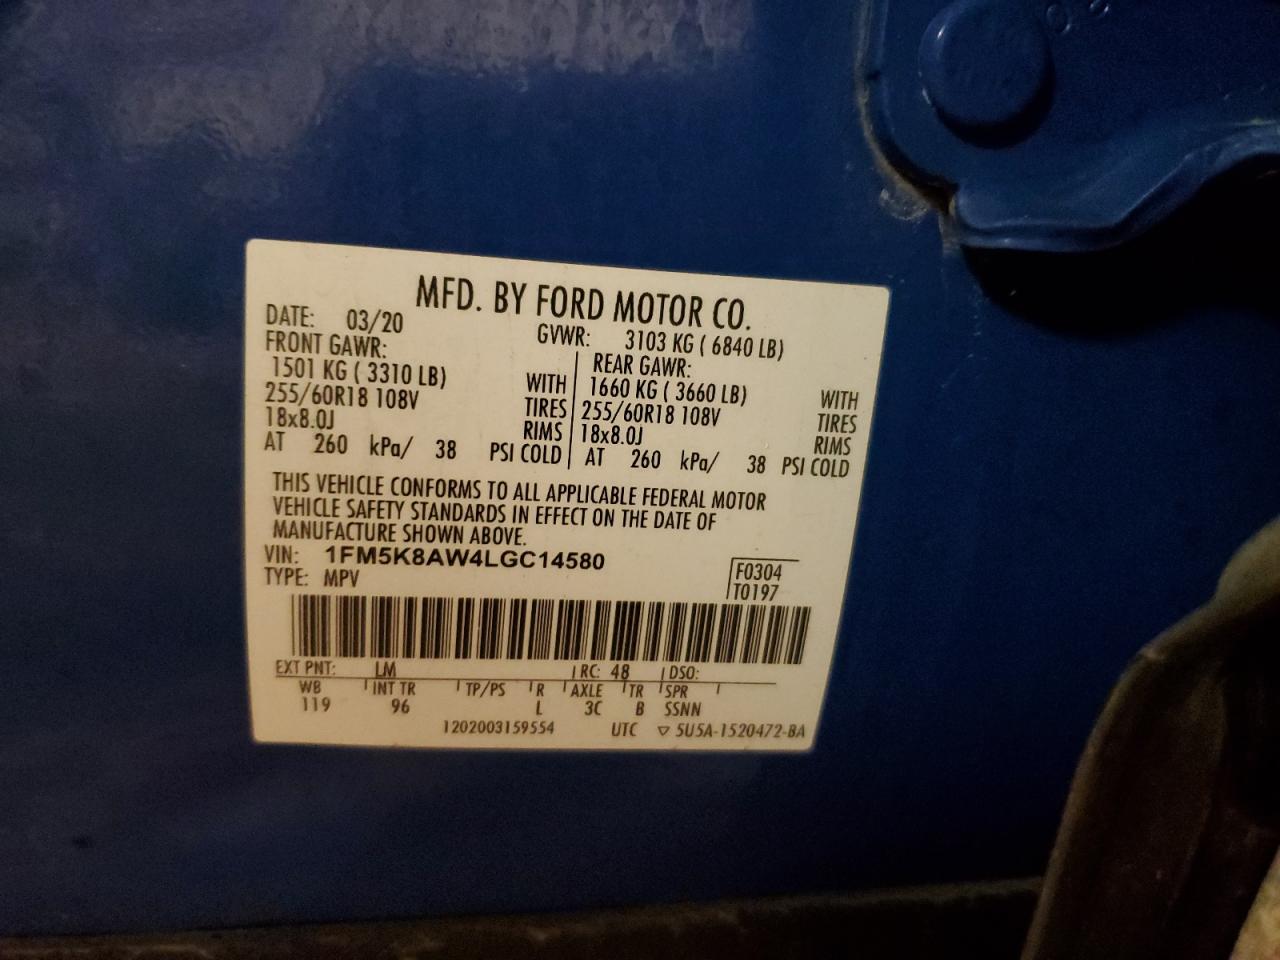 MFD. BY FORD MOTOR CO.
DATE: 03/20 GVWR: 3103 KG ( 6840 LB)
FRONT GAWR: REAR GAWR:
1501 KG ( 3310 LB) WITH 1660 KG ( 3660 LB) WITH
255/60R18 108V TIRES 255/60R18 108V TIRES
18x8.0J RIMS 18x8.0J RIMS
AT 260 kPa/ 38 PSI COLD AT 260 kPa/ 38 PSI COLD
THIS VEHICLE CONFORMS TO ALL APPLICABLE FEDERAL MOTOR
VEHICLE SAFETY STANDARDS IN EFFECT ON THE DATE OF
MANUFACTURE SHOWN ABOVE.
VIN: 1FM5K8AW4LGC14580 F0304
TYPE: MPV T0197
EXT PNT: LM RC: 48 DSO:
WB INT TR TP/PS R AXLE TR SPR
119 96 L 3C B SSNN
1202003159554 UTC ▽ 5U5A-1520472-BA